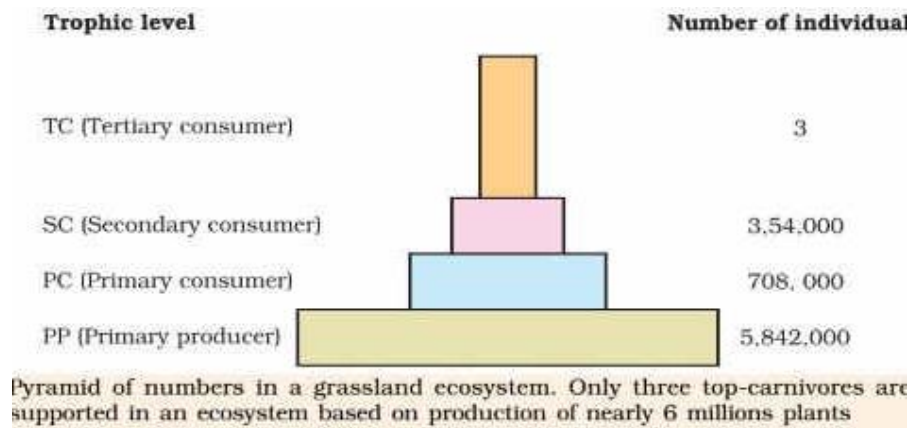 Trophic level Number of individual
TC (Tertiary consumer) 3
SC (Secondary consumer) 3,54,000
PC (Primary consumer) 708, 000
PP (Primary producer) 5,842,000
Pyramid of numbers in a grassland ecosystem. Only three top-carnivores are
supported in an ecosystem based on production of nearly 6 millions plants